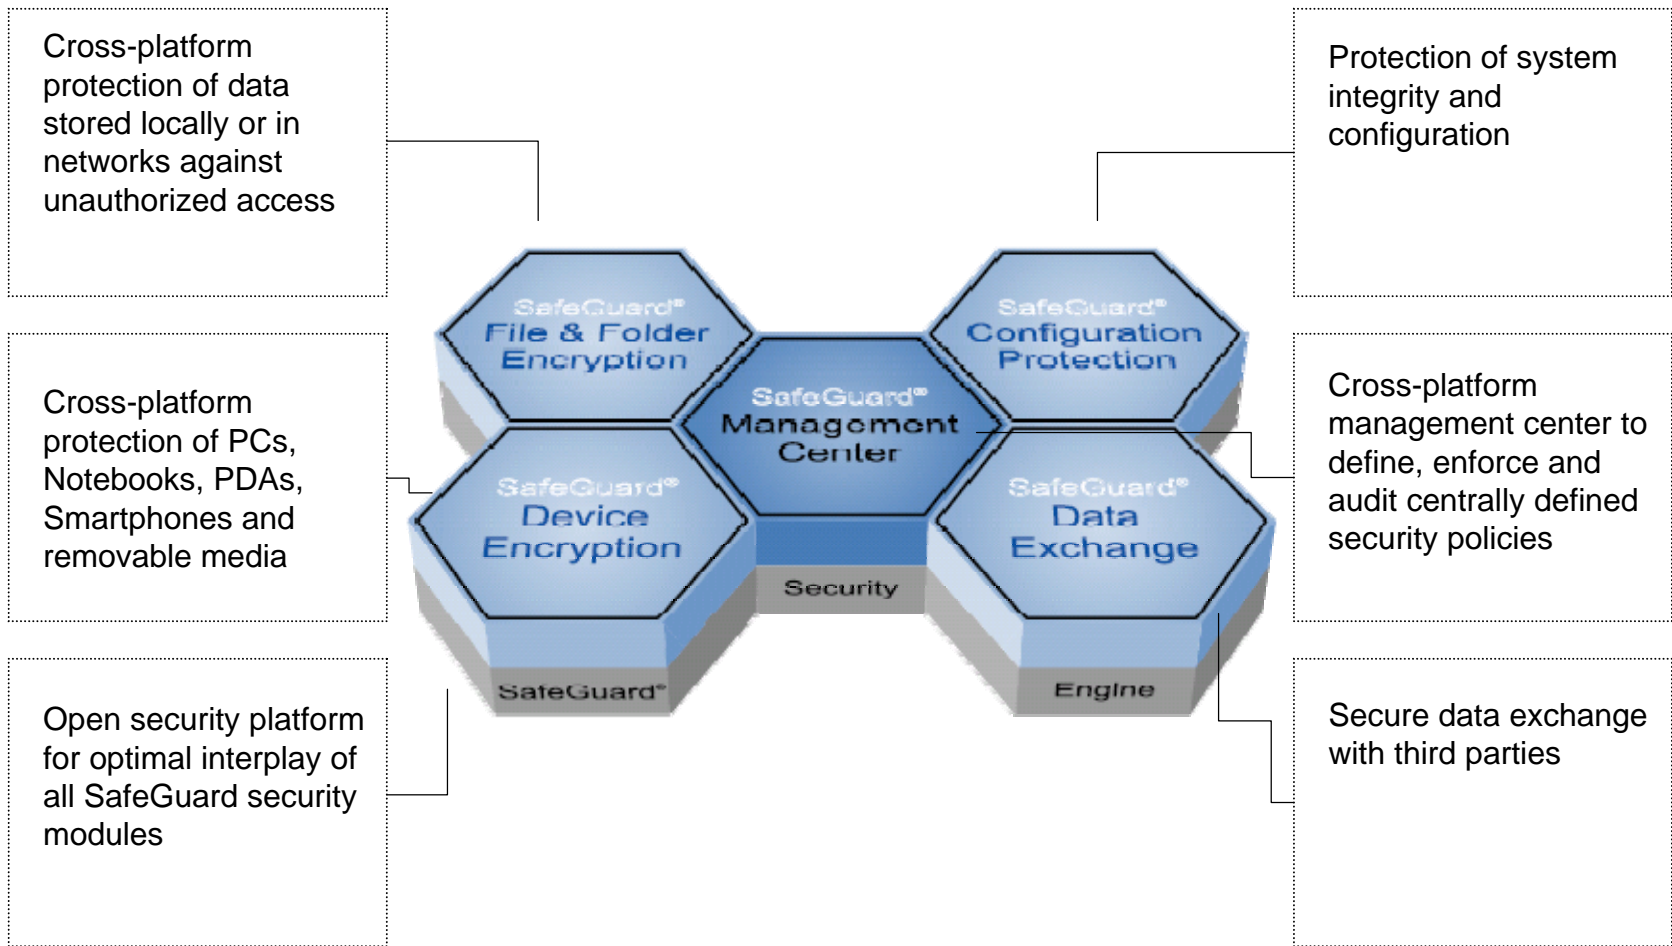 Cross-platform
protection of data
stored locally or in
networks against
unauthorized access
Protection of system
integrity and
configuration
SafeGuard®
File & Folder
Encryption
SafeGuard®
Configuration
Protection
SafeGuard®
Management
Center
Cross-platform
protection of PCs,
Notebooks, PDAs,
Smartphones and
removable media
Cross-platform
management center to
define, enforce and
audit centrally defined
security policies
SafeGuard®
Device
Encryption
SafeGuard®
Data
Exchange
SafeGuard®
Security
Engine
Open security platform
for optimal interplay of
all SafeGuard security
modules
Secure data exchange
with third parties